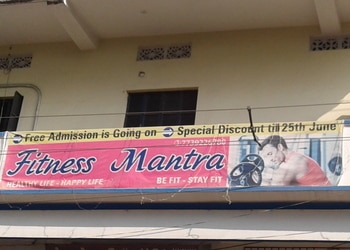 Free Admission is Going on Special Discount till 25th June
Fitness Mantra
HEALTHY LIFE - HAPPY LIFE BE FIT - STAY FIT